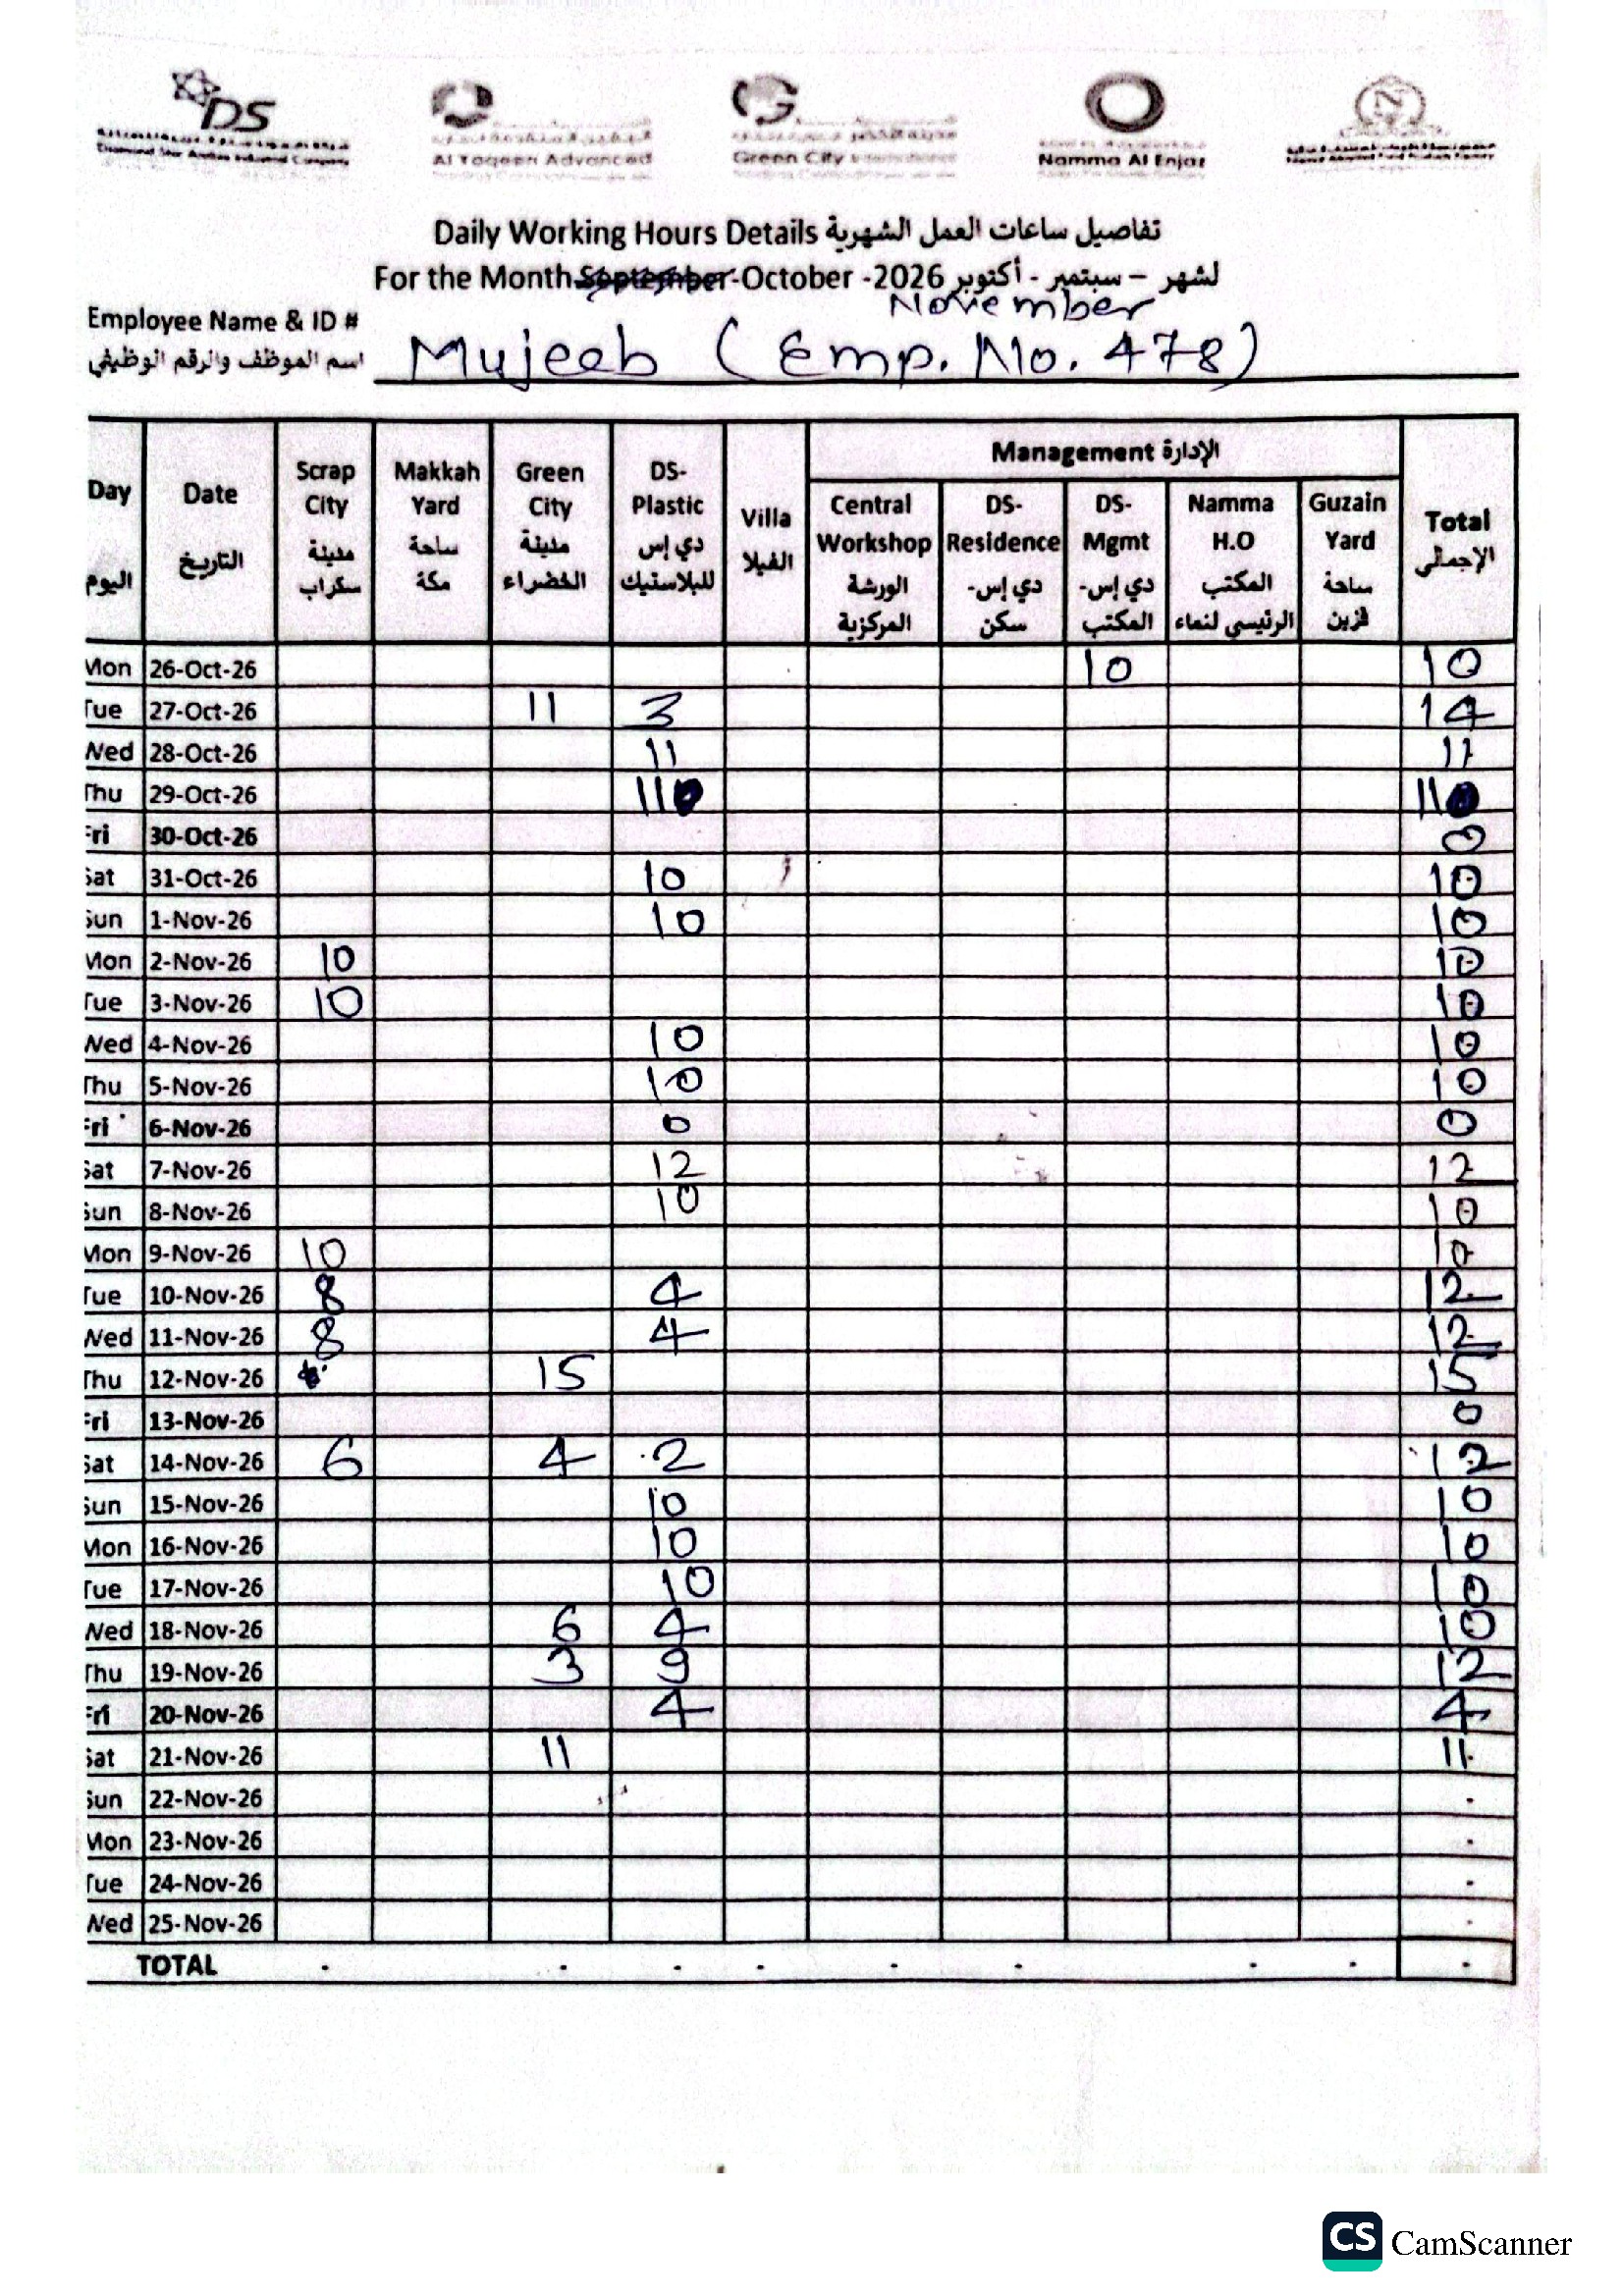 DS
Al Taqeen Advanced
Green City International
Namma Al Enjaz
N
Daily Working Hours Details تفاصيل ساعات العمل الشهرية
For the Month-September-October -2026 لشهر – سبتمبر - أكتوبر
November
Employee Name & ID #
اسم الموظف والرقم الوظيفي
Mujeeb (Emp. No. 478)
Day اليوم | Date التاريخ | Scrap City مدينة سكراب | Makkah Yard ساحة مكة | Green City مدينة الخضراء | DS-Plastic دي إس للبلاستيك | Villa الفيلا | Management الإدارة | Total الإجمالي
Central Workshop الورشة المركزية | DS-Residence دي إس- سكن | DS-Mgmt دي إس- المكتب | Namma H.O المكتب الرئيسي لنماء | Guzain Yard ساحة قزين
Mon 26-Oct-26 10 10
Tue 27-Oct-26 11 3 14
Wed 28-Oct-26 11 11
Thu 29-Oct-26 11 11
Fri 30-Oct-26 0
Sat 31-Oct-26 10 10
Sun 1-Nov-26 10 10
Mon 2-Nov-26 10 10
Tue 3-Nov-26 10 10
Wed 4-Nov-26 10 10
Thu 5-Nov-26 10 10
Fri 6-Nov-26 0 0
Sat 7-Nov-26 12 12
Sun 8-Nov-26 10 10
Mon 9-Nov-26 10 10
Tue 10-Nov-26 8 4 12
Wed 11-Nov-26 8 4 12
Thu 12-Nov-26 15 15
Fri 13-Nov-26 0
Sat 14-Nov-26 6 4 2 12
Sun 15-Nov-26 10 10
Mon 16-Nov-26 10 10
Tue 17-Nov-26 10 10
Wed 18-Nov-26 6 4 10
Thu 19-Nov-26 3 9 12
Fri 20-Nov-26 4 4
Sat 21-Nov-26 11 11
Sun 22-Nov-26 -
Mon 23-Nov-26 -
Tue 24-Nov-26 -
Wed 25-Nov-26 -
TOTAL - - - - - - - - -
CS CamScanner